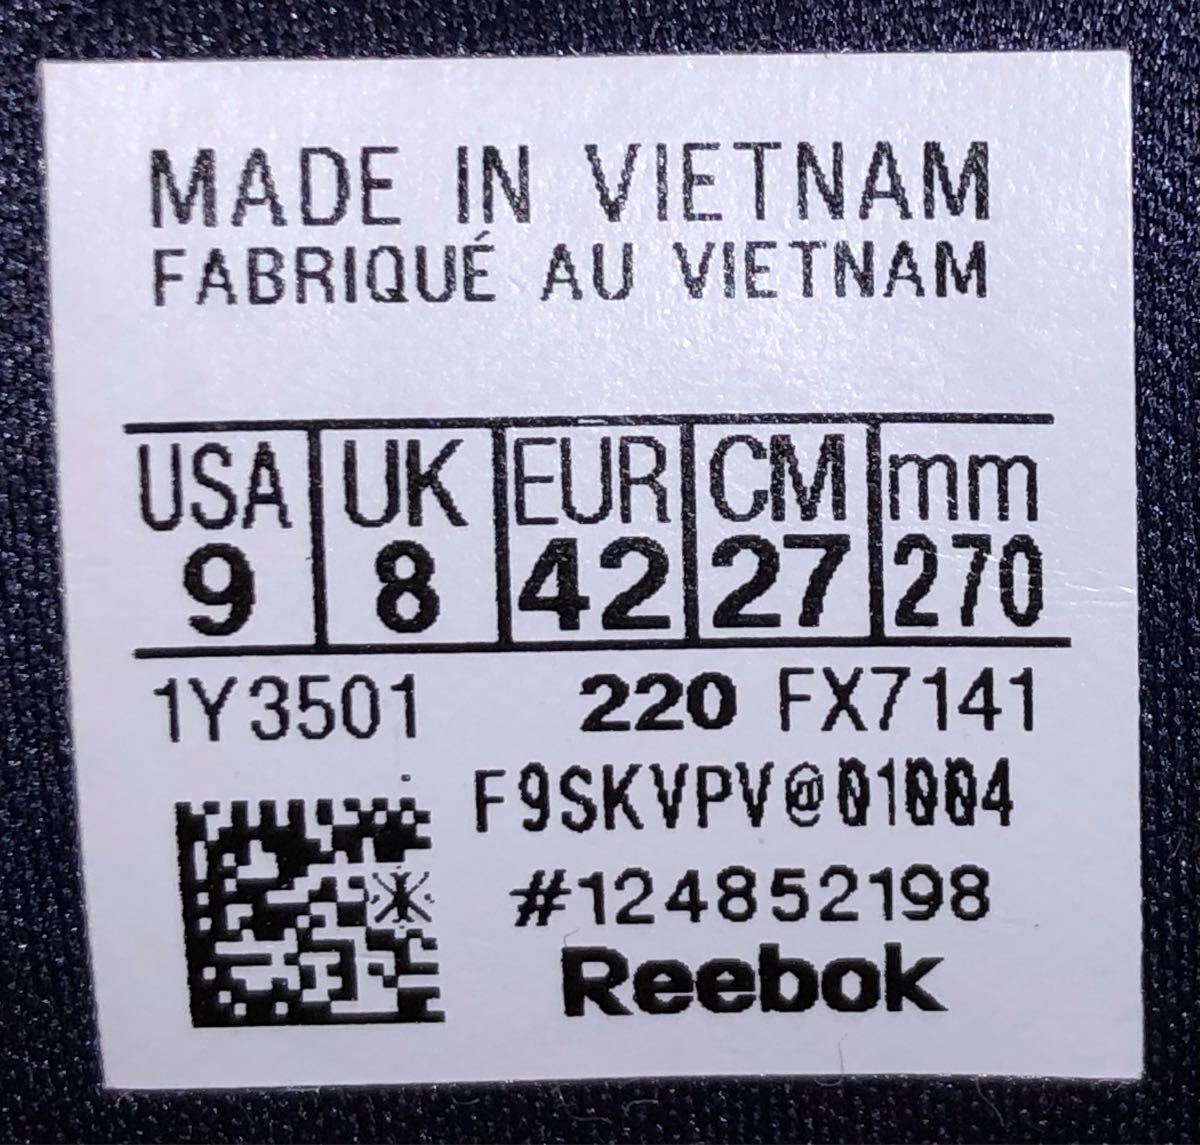 MADE IN VIETNAM
FABRIQUÉ AU VIETNAM
USA UK EUR CM mm
9 8 42 27 270
1Y3501 220 FX7141
F9SKVPV@01004
#124852198
Reebok